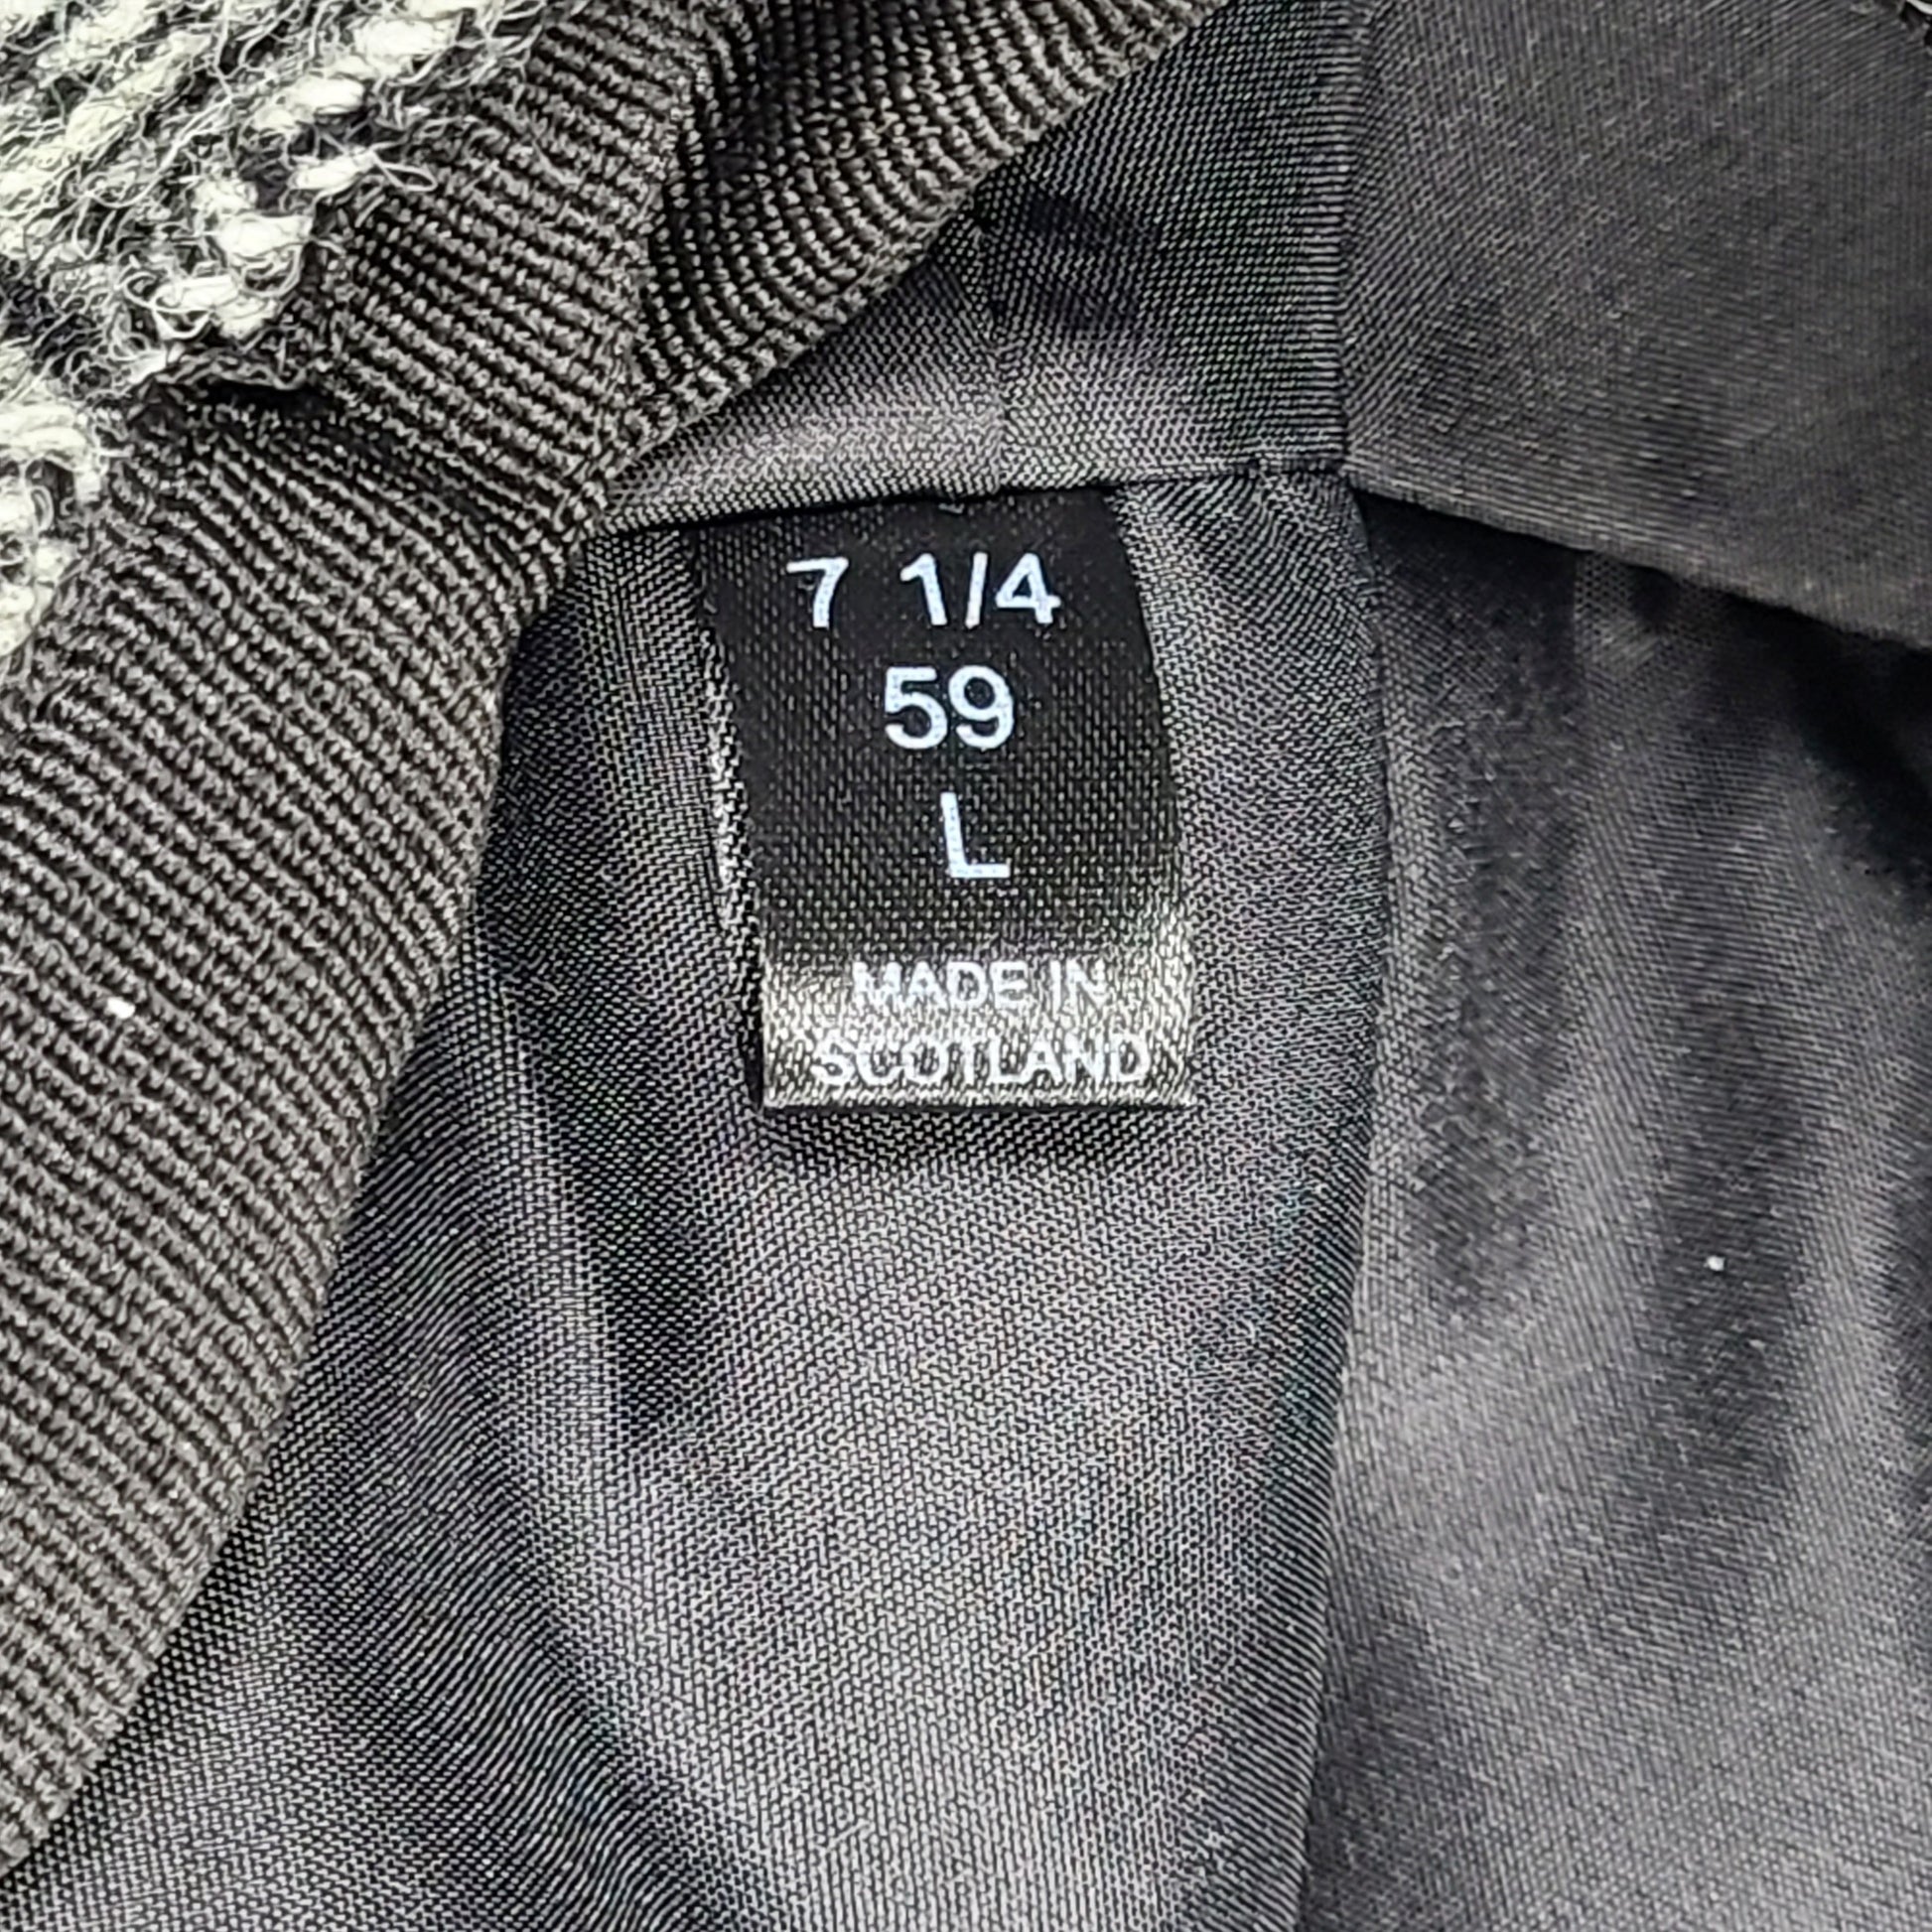 7 1/4
59
L
MADE IN
SCOTLAND